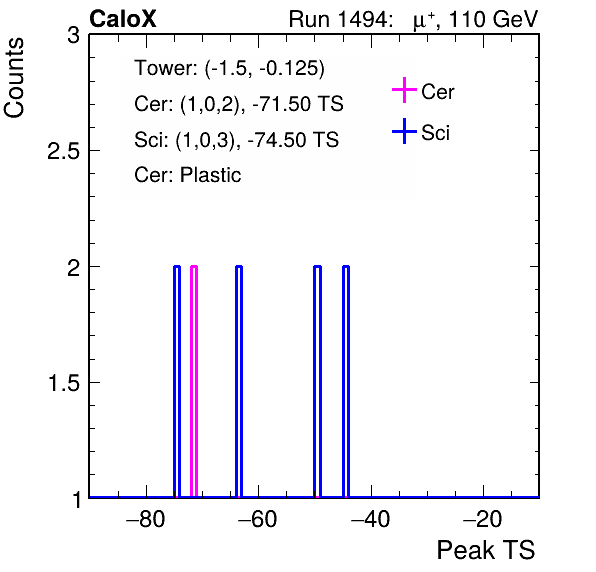 CaloX Run 1494: μ⁺, 110 GeV
Counts
3
2.5
2
1.5
1
Tower: (-1.5, -0.125)
Cer: (1,0,2), -71.50 TS
Sci: (1,0,3), -74.50 TS
Cer: Plastic
Cer
Sci
−80 −60 −40 −20
Peak TS